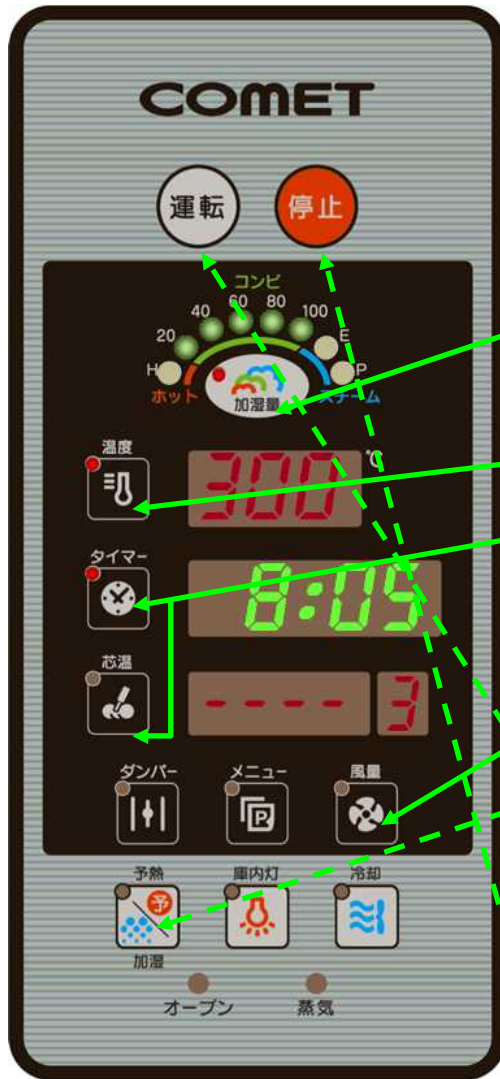 COMET
運転 停止
コンビ
20 40 60 80 100 E
H P
ホット 加湿量 スチーム
温度
300 ℃
タイマー
8:05
芯温
---- 3
ダンパー メニュー 風量
P
予熱 庫内灯 冷却
予
加湿
オーブン 蒸気